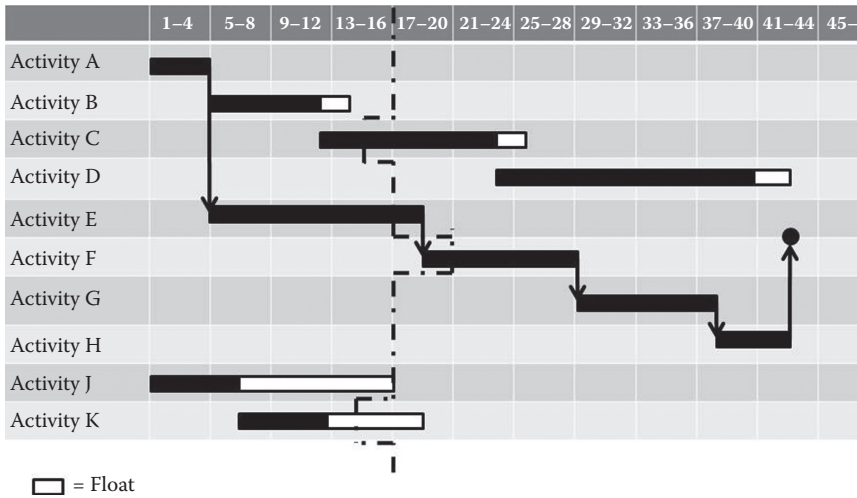 1–4 5–8 9–12 13–16 17–20 21–24 25–28 29–32 33–36 37–40 41–44 45–
Activity A
Activity B
Activity C
Activity D
Activity E
Activity F
Activity G
Activity H
Activity J
Activity K
= Float